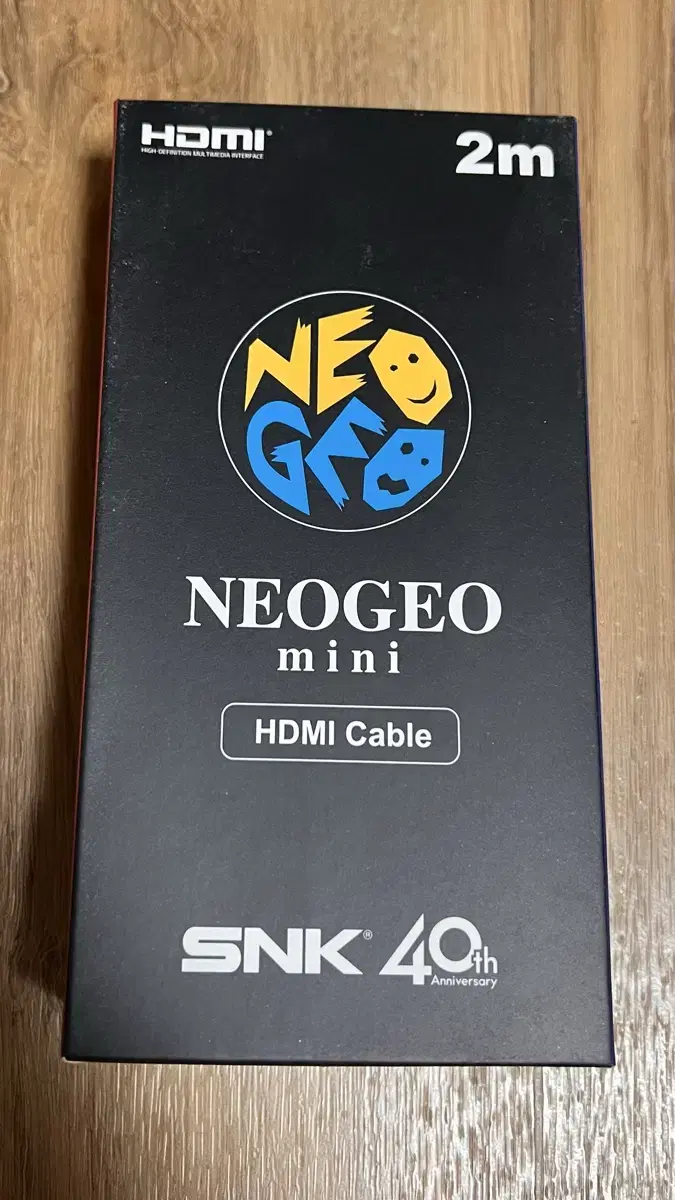 HDMI®
HIGH-DEFINITION MULTIMEDIA INTERFACE
2m
NEO
GEO
NEOGEO
mini
HDMI Cable
SNK® 40th
Anniversary